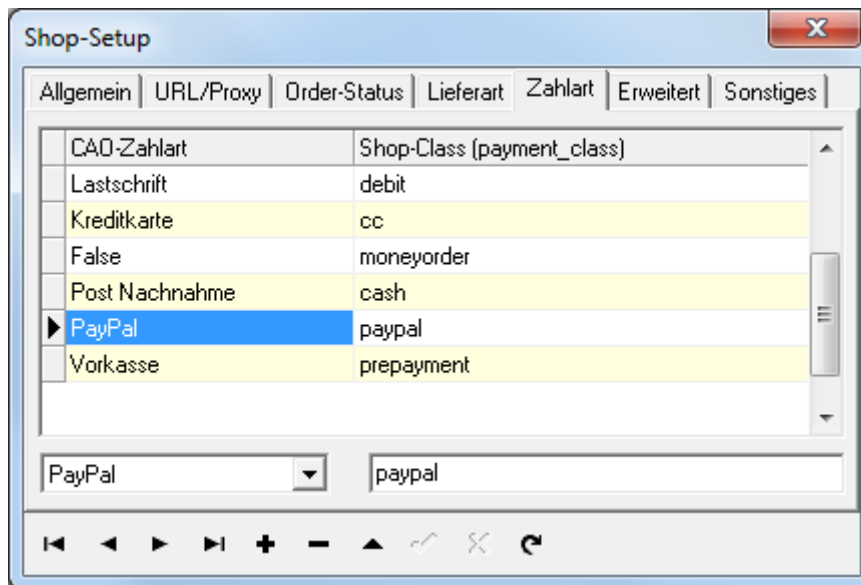 Shop-Setup
Allgemein URL/Proxy Order-Status Lieferart Zahlart Erweitert Sonstiges
CAO-Zahlart Shop-Class (payment_class)
Lastschrift debit
Kreditkarte cc
False moneyorder
Post Nachnahme cash
PayPal paypal
Vorkasse prepayment
PayPal paypal